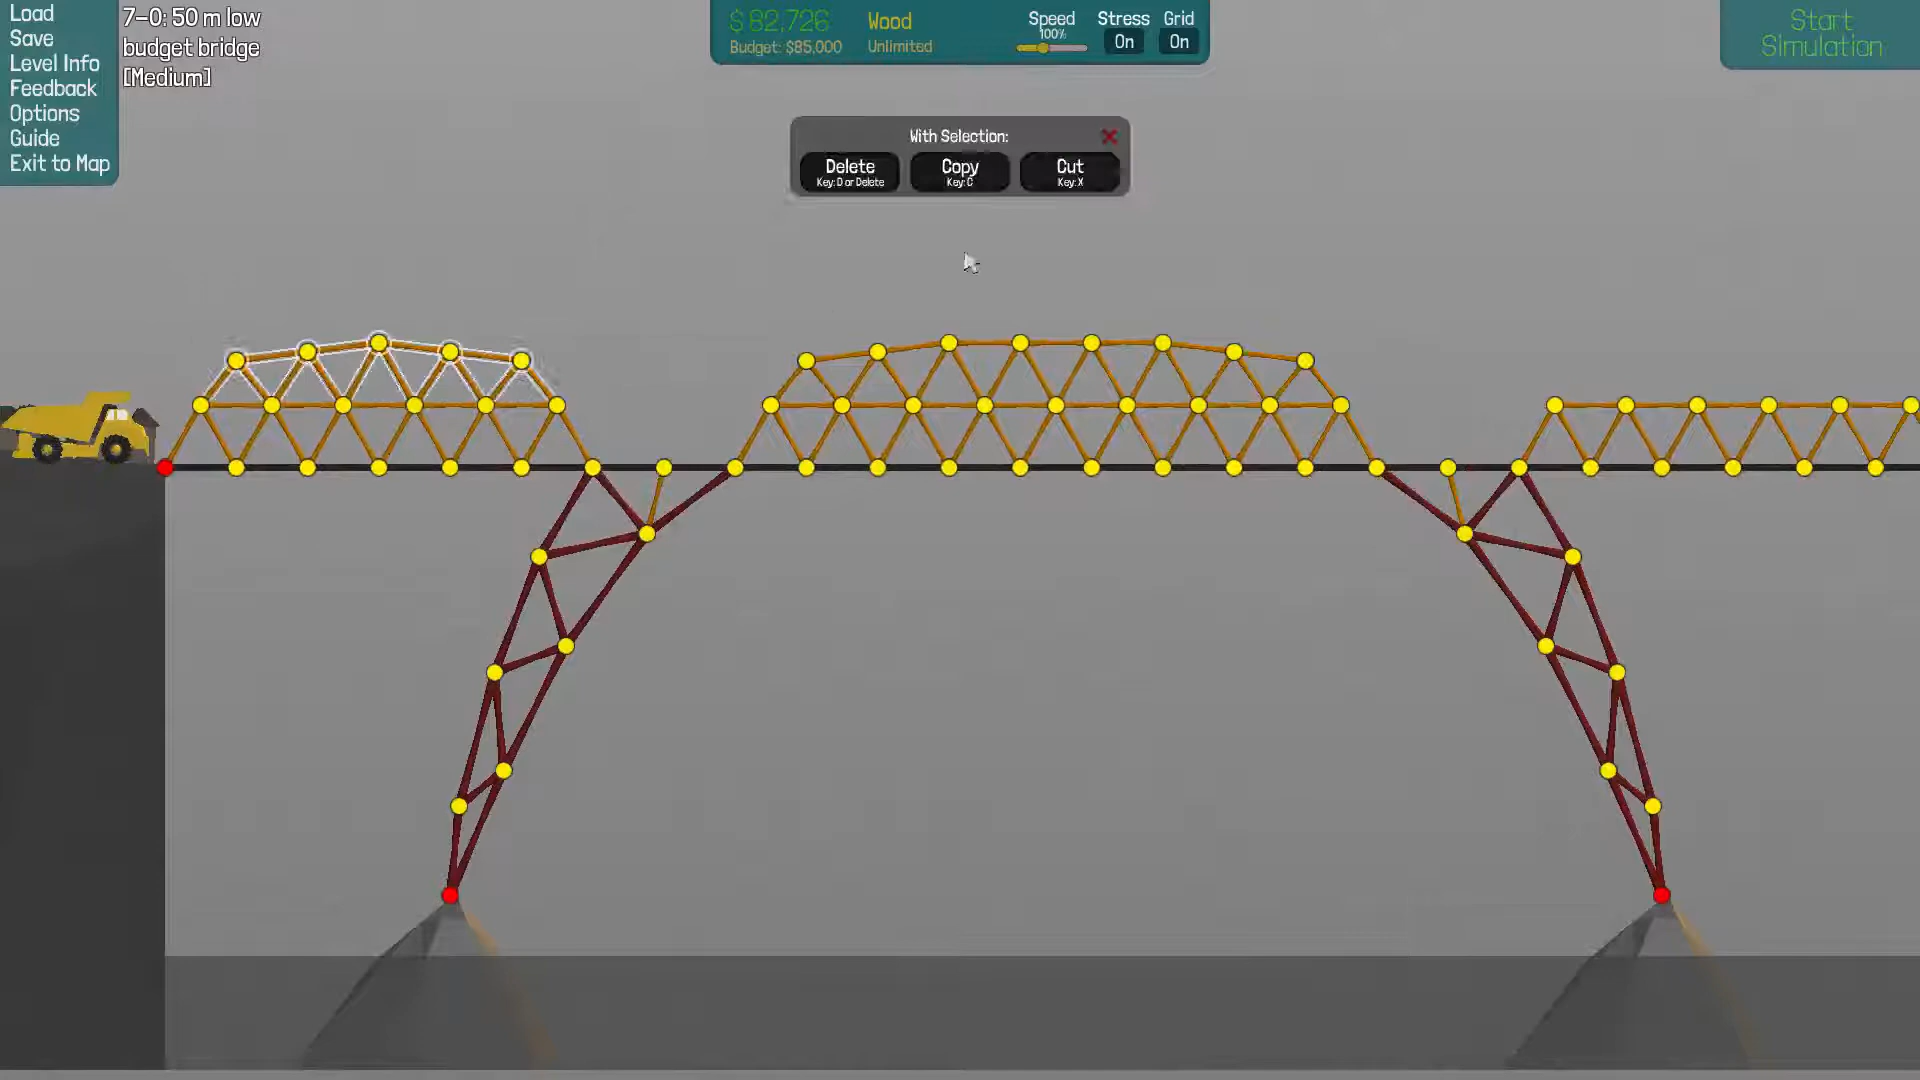 Load
Save
Level Info
Feedback
Options
Guide
Exit to Map
7-0: 50 m low
budget bridge
[Medium]
$ 82,726
Budget: $85,000
Wood
Unlimited
Speed
100%
Stress
On
Grid
On
Start
Simulation
With Selection:
Delete
Key: D or Delete
Copy
Key: C
Cut
Key: X